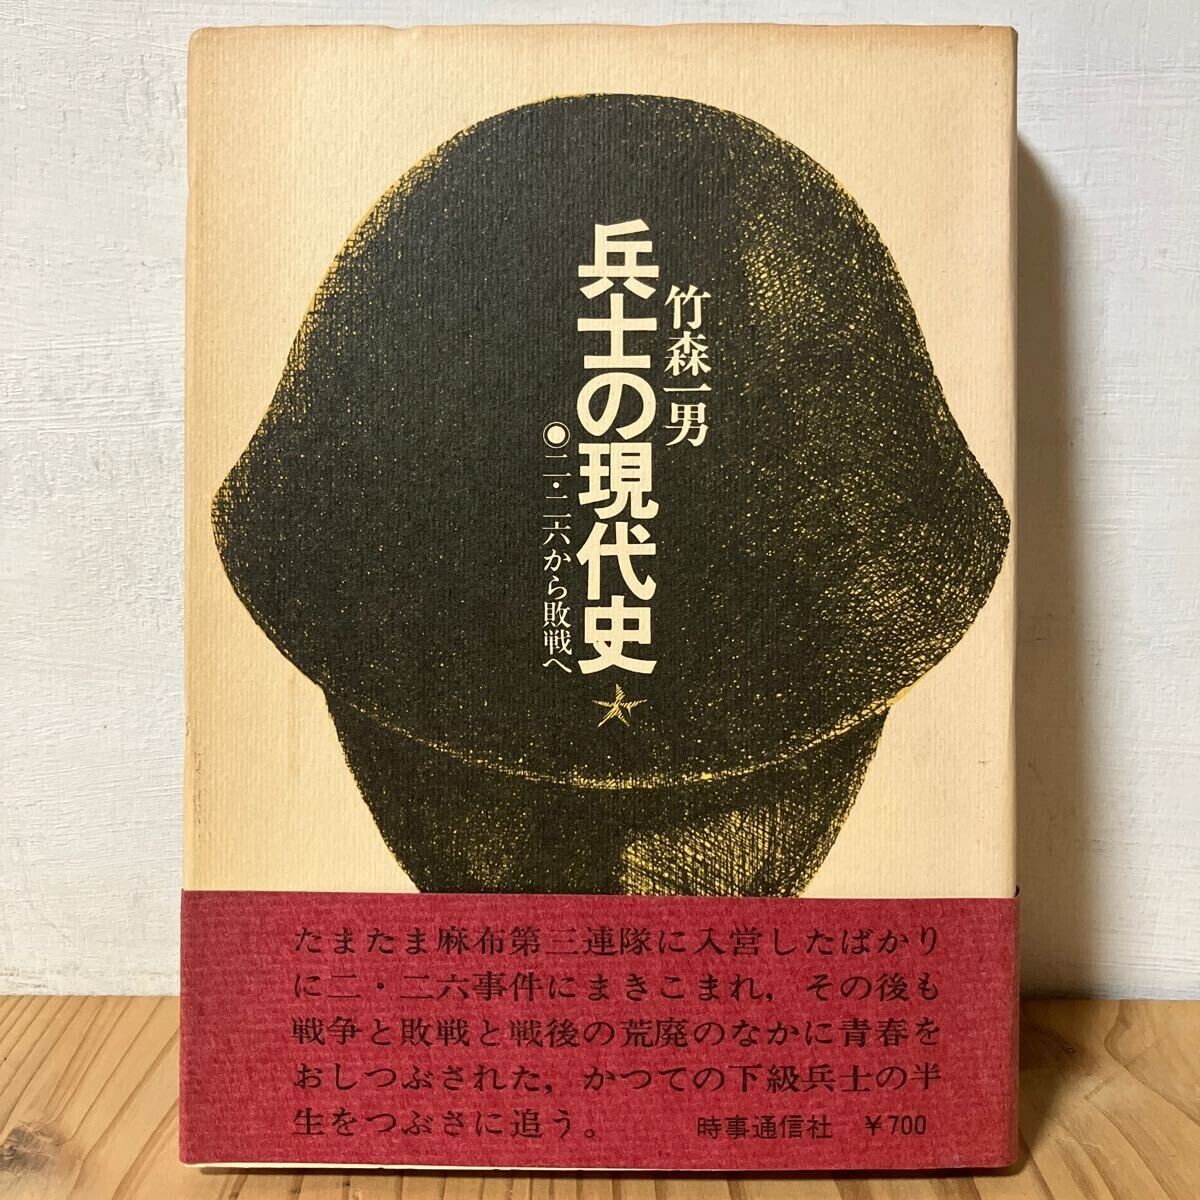 竹森一男
兵士の現代史
◉二・二六から敗戦へ
たまたま麻布第三連隊に入営したばかり
に二・二六事件にまきこまれ，その後も
戦争と敗戦と戦後の荒廃のなかに青春を
おしつぶされた，かつての下級兵士の半
生をつぶさに追う。 時事通信社 ¥700